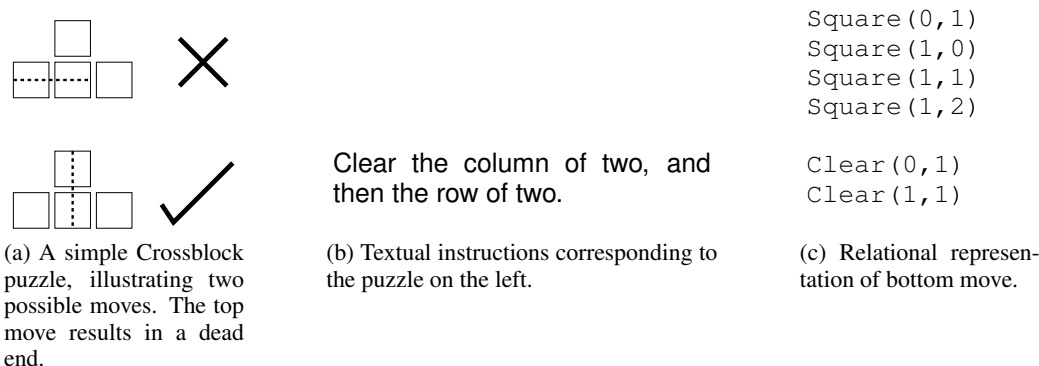 Square(0,1)
Square(1,0)
Square(1,1)
Square(1,2)
Clear the column of two, and
then the row of two.
Clear(0,1)
Clear(1,1)
(a) A simple Crossblock
puzzle, illustrating two
possible moves. The top
move results in a dead
end.
(b) Textual instructions corresponding to
the puzzle on the left.
(c) Relational represen-
tation of bottom move.